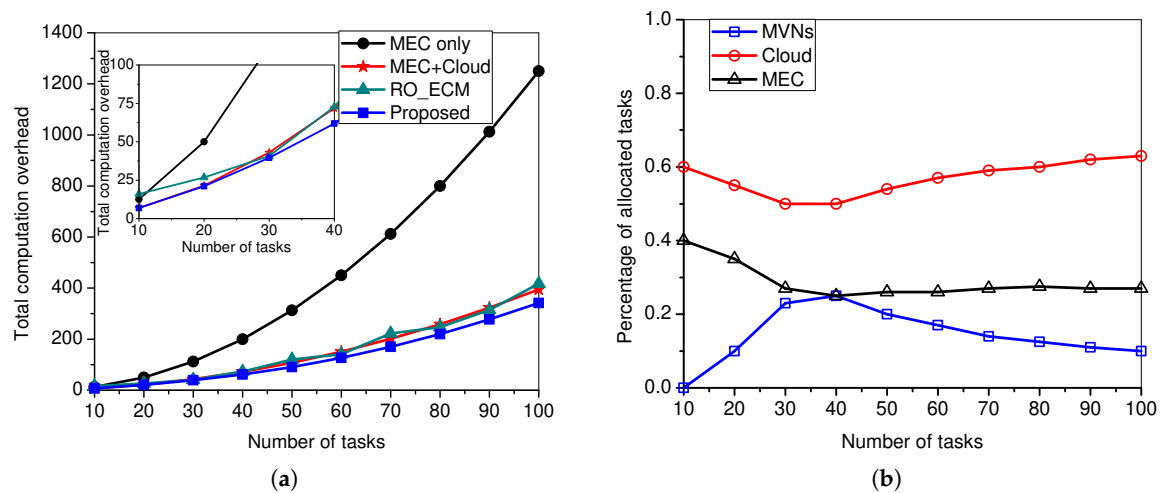 1400
1200
1000
800
600
400
200
0
Total computation overhead
10 20 30 40 50 60 70 80 90 100
Number of tasks
MEC only
MEC+Cloud
RO_ECM
Proposed
100
75
50
25
0
Total computation overhead
10 20 30 40
Number of tasks
(a)
1.0
0.8
0.6
0.4
0.2
0.0
Percentage of allocated tasks
MVNs
Cloud
MEC
10 20 30 40 50 60 70 80 90 100
Number of tasks
(b)